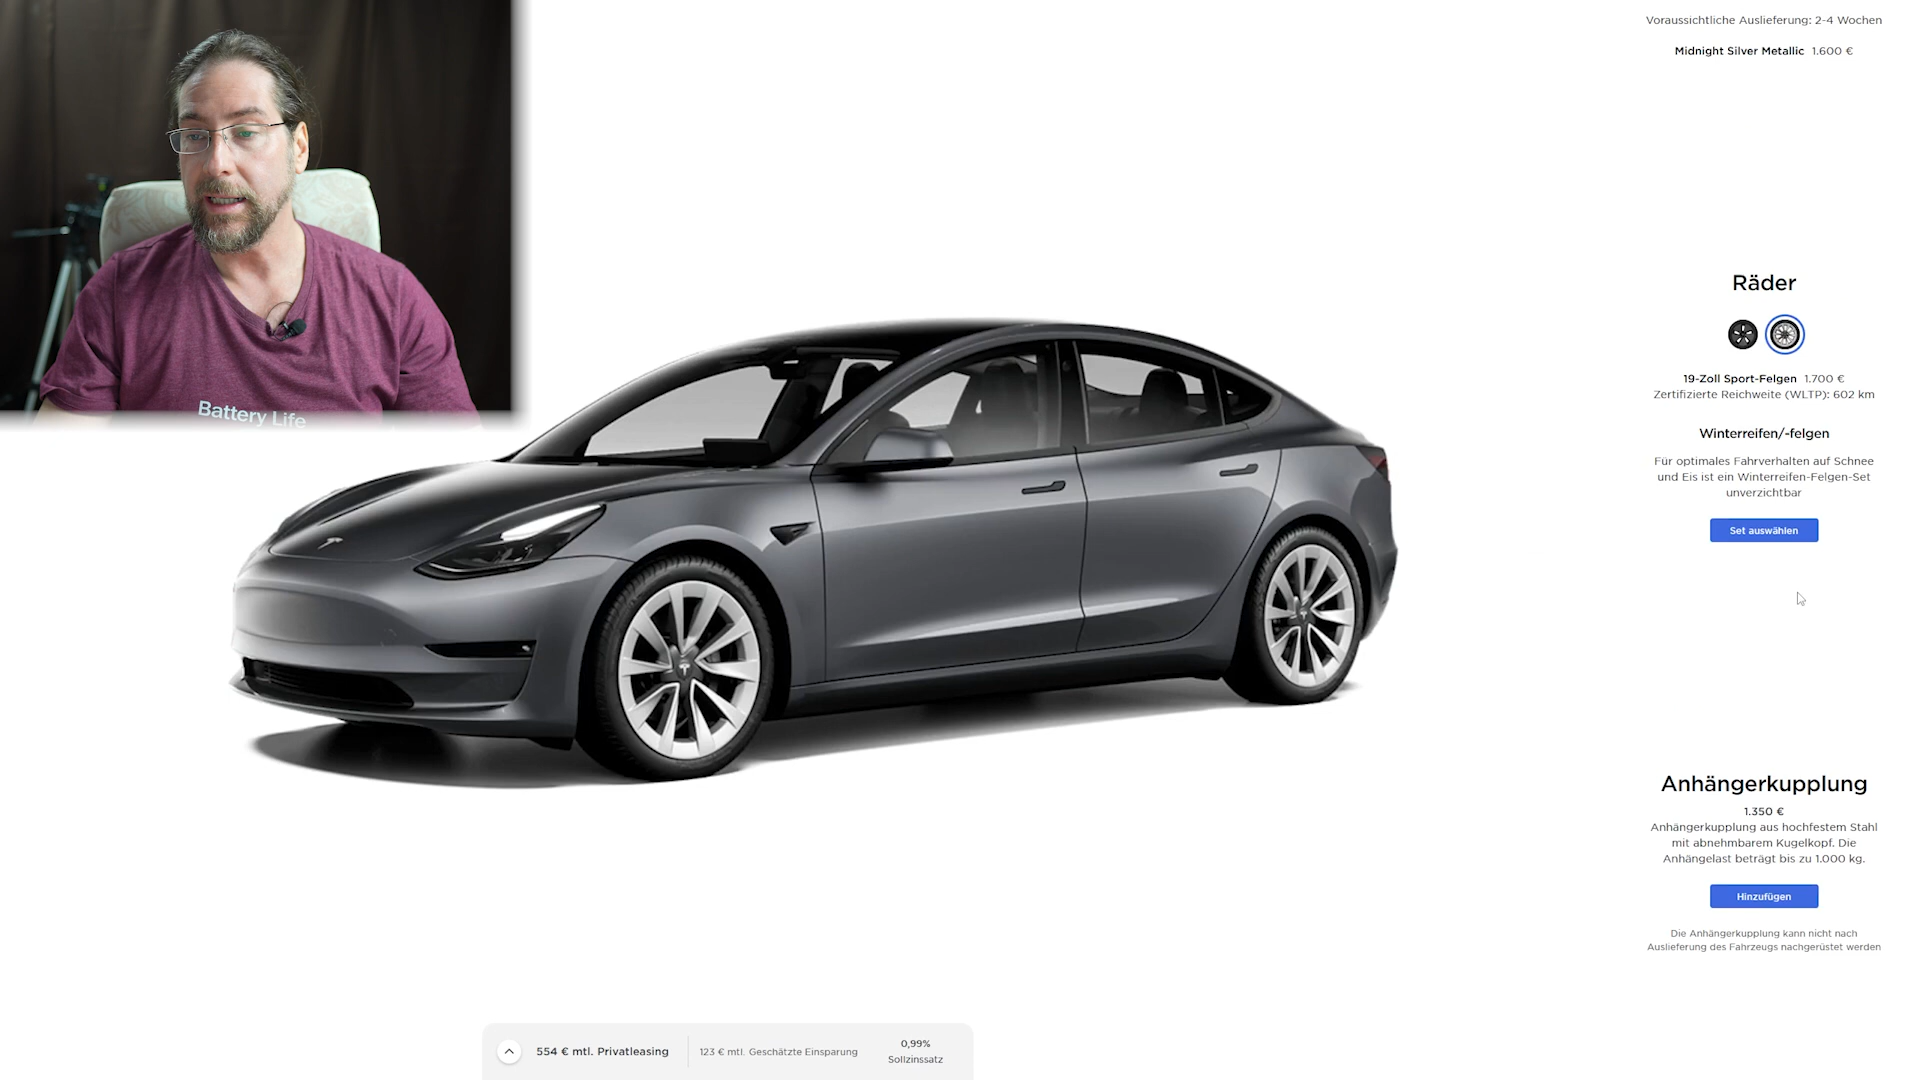 Voraussichtliche Auslieferung: 2-4 Wochen
Midnight Silver Metallic 1.600 €
Battery Life
Räder
19-Zoll Sport-Felgen 1.700 €
Zertifizierte Reichweite (WLTP): 602 km
Winterreifen/-felgen
Für optimales Fahrverhalten auf Schnee
und Eis ist ein Winterreifen-Felgen-Set
unverzichtbar
Set auswählen
Anhängerkupplung
1.350 €
Anhängerkupplung aus hochfestem Stahl
mit abnehmbarem Kugelkopf. Die
Anhängelast beträgt bis zu 1.000 kg.
Hinzufügen
Die Anhängerkupplung kann nicht nach
Auslieferung des Fahrzeugs nachgerüstet werden
554 € mtl. Privatleasing
123 € mtl. Geschätzte Einsparung
0,99%
Sollzinssatz